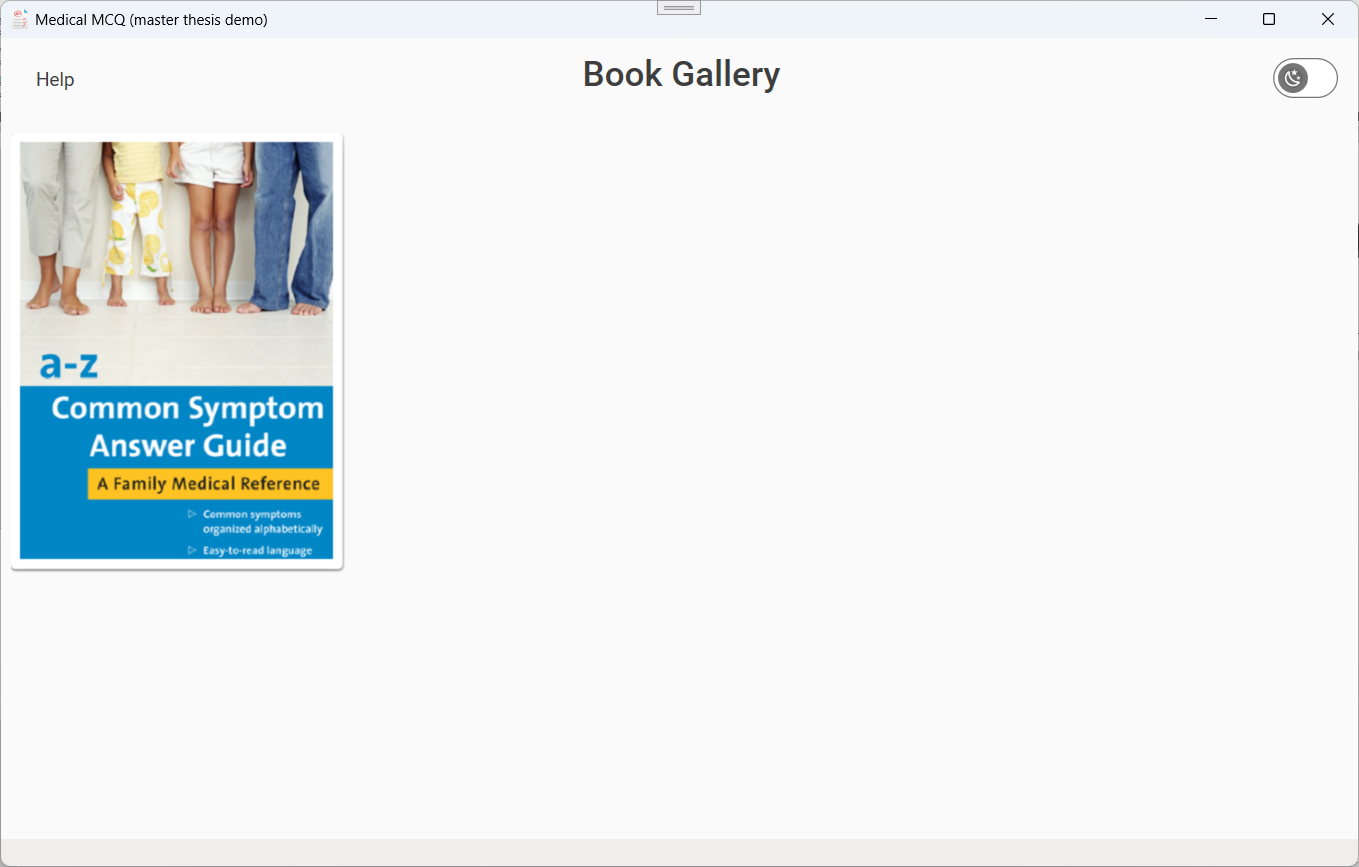 Medical MCQ (master thesis demo)
Help
Book Gallery
a-z
Common Symptom
Answer Guide
A Family Medical Reference
▷ Common symptoms
organized alphabetically
▷ Easy-to-read language